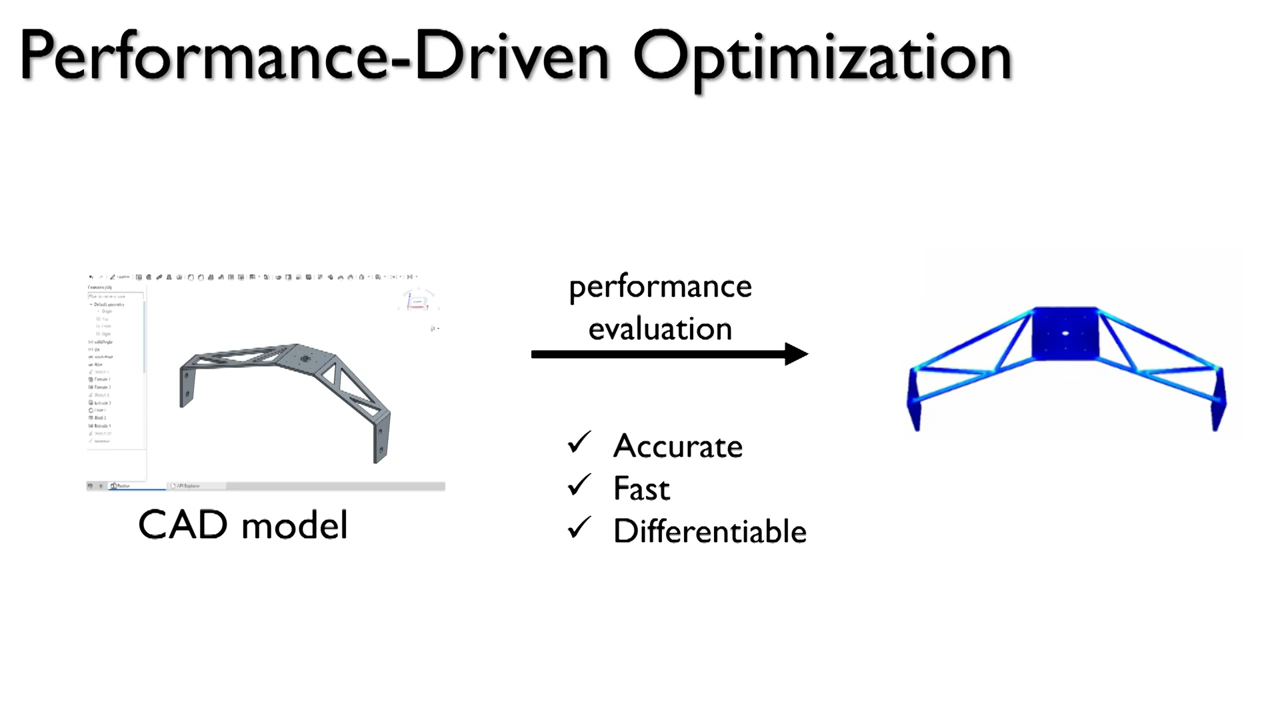 Performance-Driven Optimization
performance
evaluation
✓ Accurate
✓ Fast
✓ Differentiable
CAD model